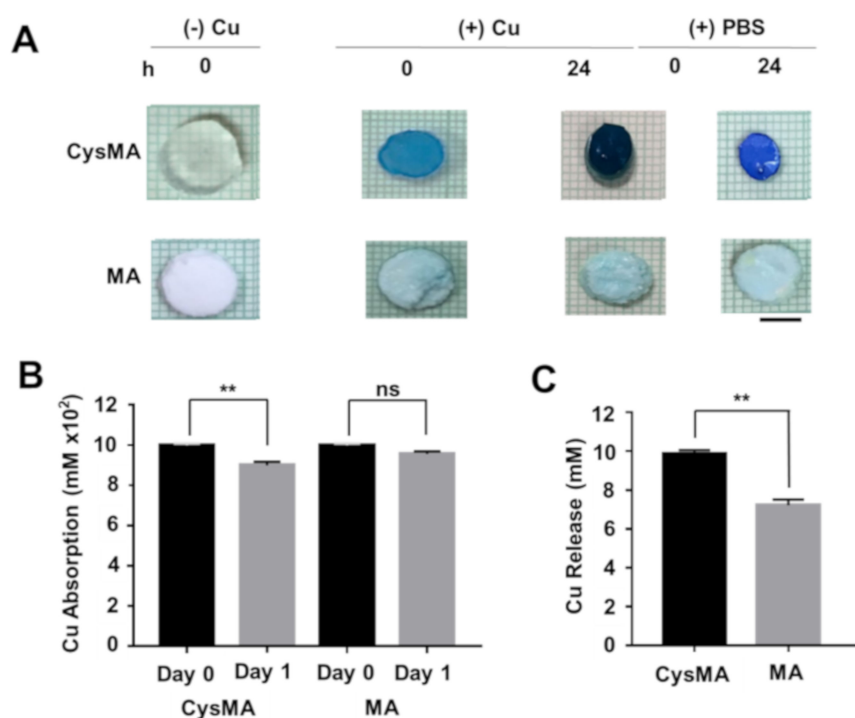 A
(-) Cu (+) Cu (+) PBS
h 0 0 24 0 24
CysMA
MA
B
Cu Absorption (mM x10²)
12
10
8
6
4
2
0
** ns
Day 0 Day 1 Day 0 Day 1
CysMA MA
C
Cu Release (mM)
12
10
8
6
4
2
0
**
CysMA MA